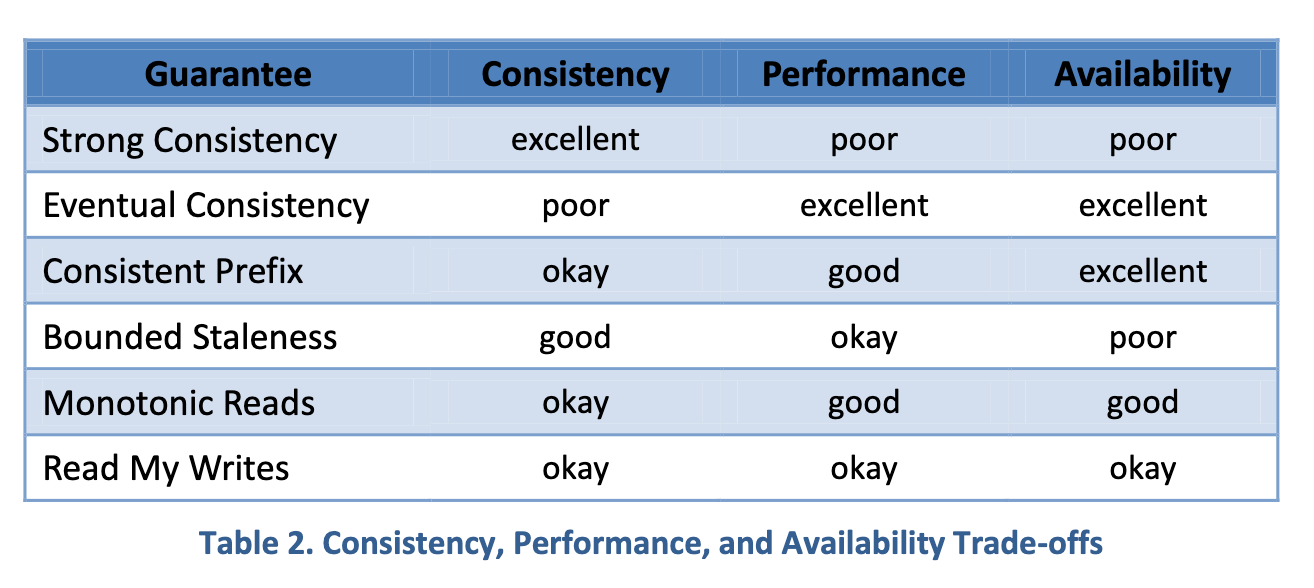 Guarantee Consistency Performance Availability
Strong Consistency excellent poor poor
Eventual Consistency poor excellent excellent
Consistent Prefix okay good excellent
Bounded Staleness good okay poor
Monotonic Reads okay good good
Read My Writes okay okay okay
Table 2. Consistency, Performance, and Availability Trade-offs